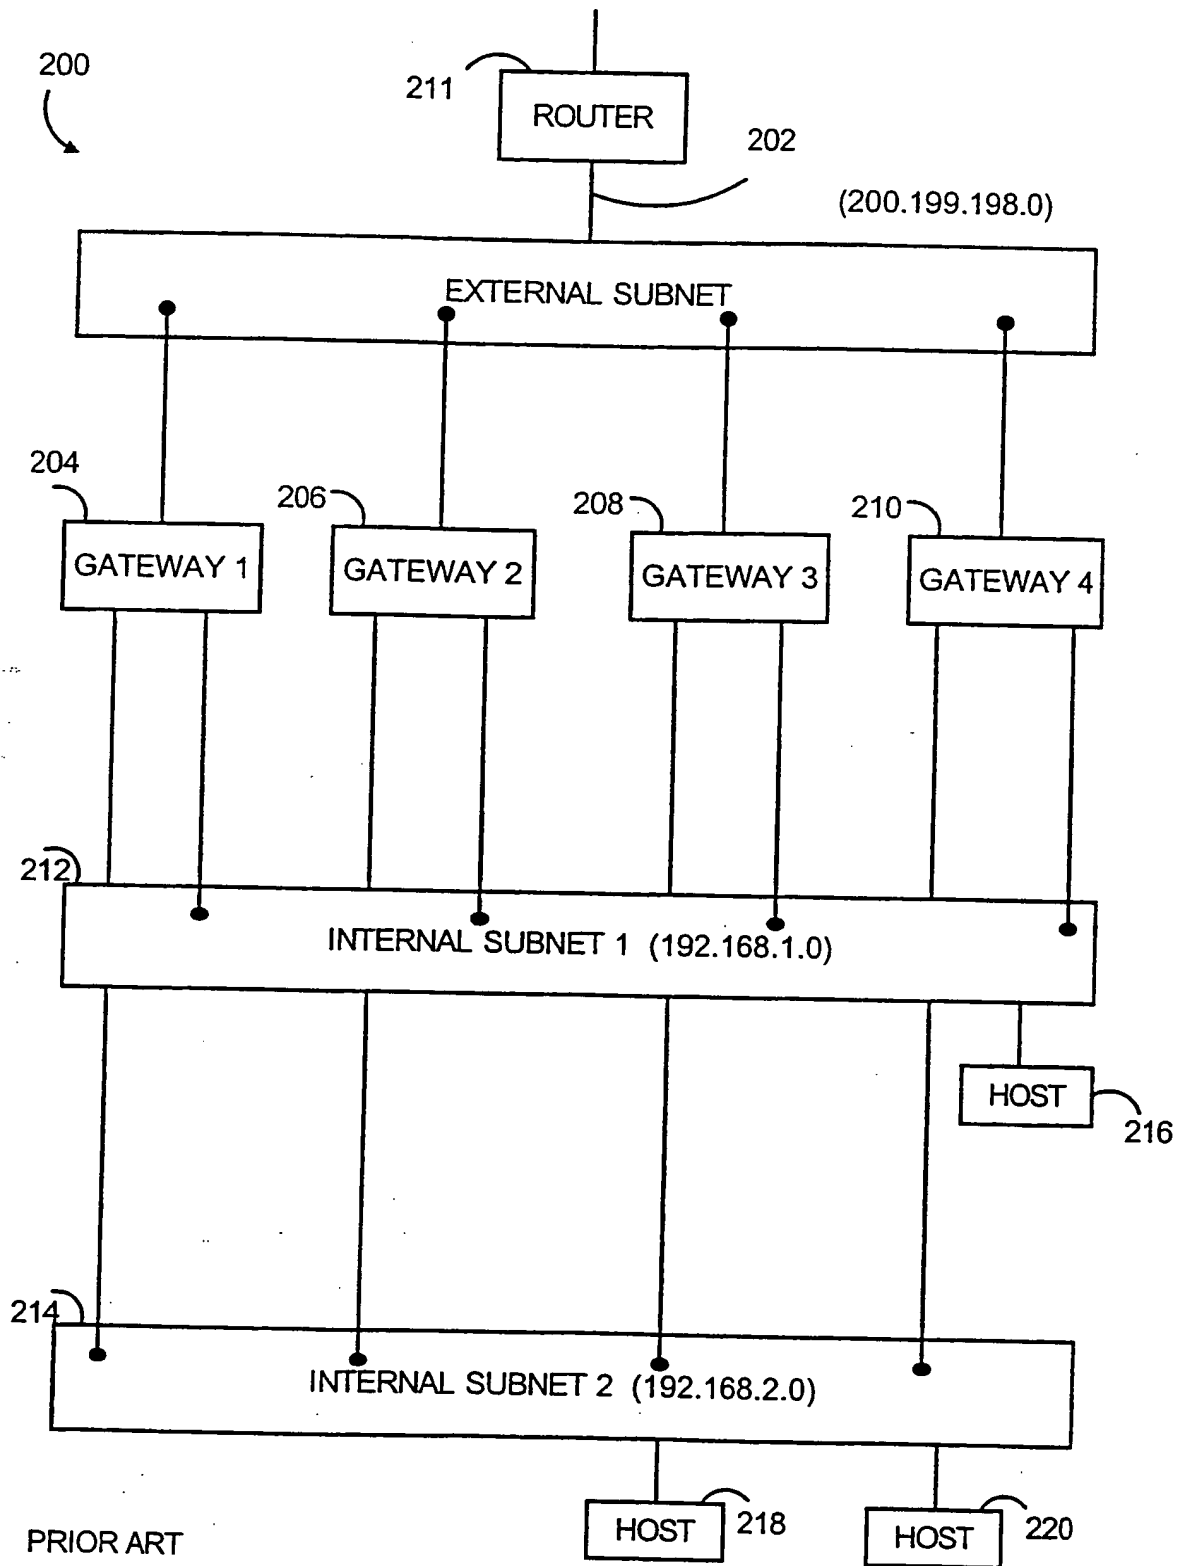 200
211
ROUTER
202
(200.199.198.0)
EXTERNAL SUBNET
204
206
208
210
GATEWAY 1
GATEWAY 2
GATEWAY 3
GATEWAY 4
212
INTERNAL SUBNET 1 (192.168.1.0)
HOST
216
214
INTERNAL SUBNET 2 (192.168.2.0)
HOST
218
HOST
220
PRIOR ART